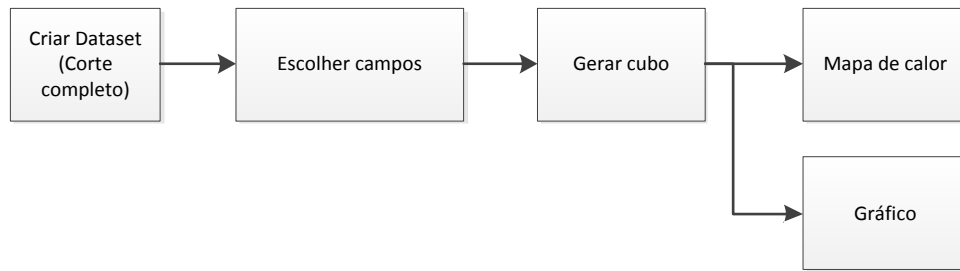 Criar Dataset
(Corte
completo)
Escolher campos
Gerar cubo
Mapa de calor
Gráfico